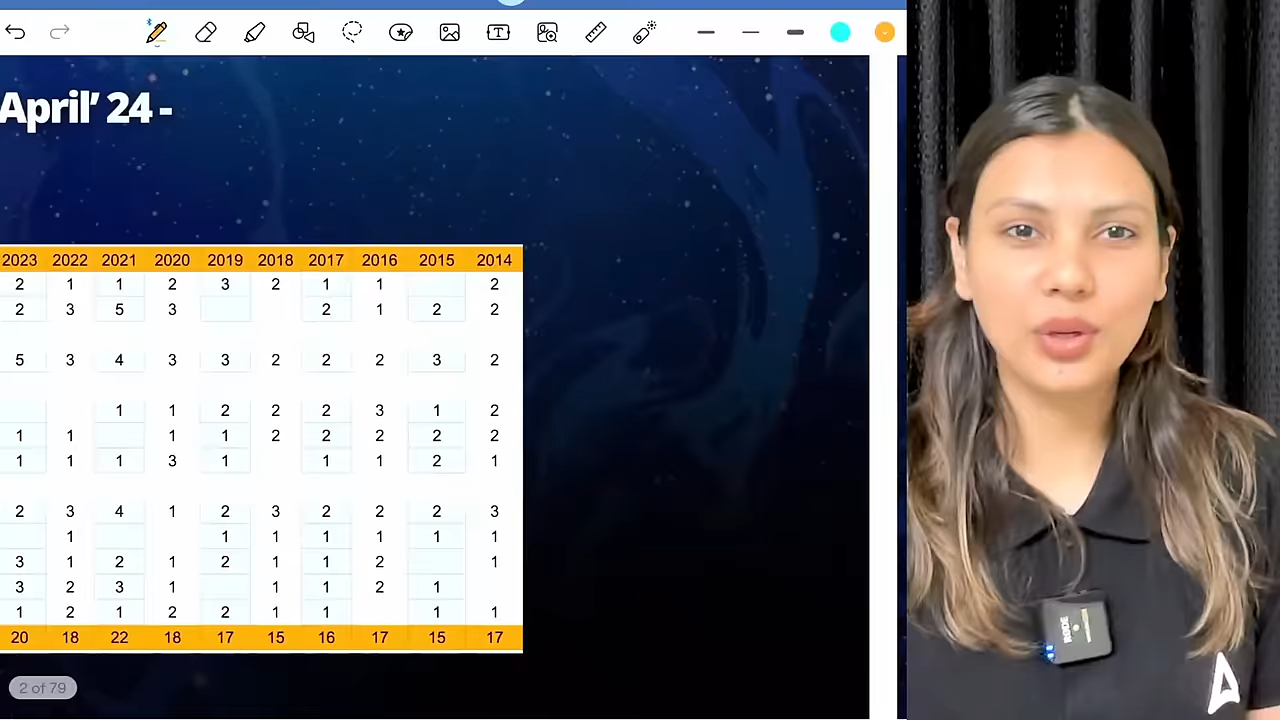 April' 24 -
2023 2022 2021 2020 2019 2018 2017 2016 2015 2014
2 1 1 2 3 2 1 1 2
2 3 5 3 2 1 2 2
5 3 4 3 3 2 2 2 3 2
1 1 2 2 2 3 1 2
1 1 1 1 2 2 2 2 2
1 1 1 3 1 1 1 2 1
2 3 4 1 2 3 2 2 2 3
1 1 1 1 1 1 1
3 1 2 1 2 1 1 2 1
3 2 3 1 1 1 2 1
1 2 1 2 2 1 1 1 1
20 18 22 18 17 15 16 17 15 17
2 of 79
RODE